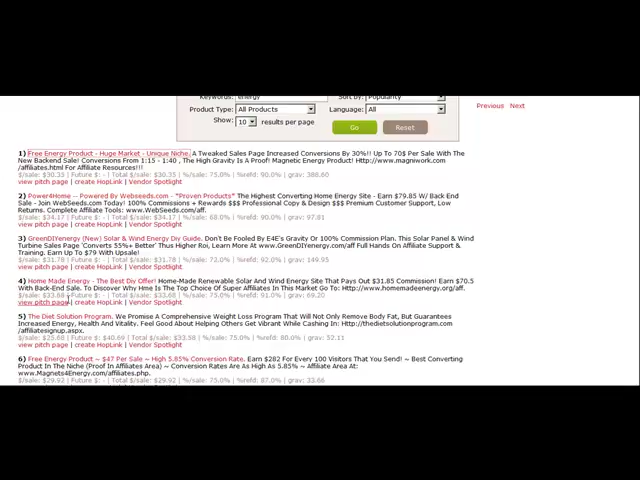 Keywords: energy Sort by: Popularity
Product Type: All Products Language: All
Show: 10 results per page
Go Reset
Previous Next
1) Free Energy Product - Huge Market - Unique Niche. A Tweaked Sales Page Increased Conversions By 30%!! Up To 70$ Per Sale With The
New Backend Sale! Conversions From 1:15 - 1:40 , The High Gravity Is A Proof! Magnetic Energy Product! Http://www.magniwork.com
/affiliates.html For Affiliate Resources!!!
$/sale: $30.35 | Future $: - | Total $/sale: $30.35 | %/sale: 75.0% | %refd: 90.0% | grav: 388.60
view pitch page | create HopLink | Vendor Spotlight
2) Power4Home -- Powered By Webseeds.com - "Proven Products" The Highest Converting Home Energy Site - Earn $79.85 W/ Back End
Sale - Join WebSeeds.com Today! 100% Commissions + Rewards $$$ Professional Copy & Design $$$ Premium Customer Support, Low
Returns. Complete Affiliate Tools: www.WebSeeds.com/aff.
$/sale: $34.17 | Future $: - | Total $/sale: $34.17 | %/sale: 68.0% | %refd: 90.0% | grav: 97.81
view pitch page | create HopLink | Vendor Spotlight
3) GreenDIYenergy (New) Solar & Wind Energy Diy Guide. Don't Be Fooled By E4E's Gravity Or 100% Commission Plan. This Solar Panel & Wind
Turbine Sales Page 'Converts 55%+ Better' Thus Higher Roi, Learn More At www.GreenDIYenergy.com/aff Full Hands On Affiliate Support &
Training. Earn Up To $79 With Upsale!
$/sale: $31.78 | Future $: - | Total $/sale: $31.78 | %/sale: 72.0% | %refd: 92.0% | grav: 149.95
view pitch page | create HopLink | Vendor Spotlight
4) Home Made Energy - The Best Diy Offer! Home-Made Renewable Solar And Wind Energy Site That Pays Out $31.85 Commission! Earn $70.5
With Back-End Sale. To Discover Why Hme Is The Top Choice Of Super Affiliates In This Market Go To: Http://www.homemadeenergy.org/aff.
$/sale: $33.68 | Future $: - | Total $/sale: $33.68 | %/sale: 75.0% | %refd: 91.0% | grav: 69.20
view pitch page | create HopLink | Vendor Spotlight
5) The Diet Solution Program. We Promise A Comprehensive Weight Loss Program That Will Not Only Remove Body Fat, But Guarantees
Increased Energy, Health And Vitality. Feel Good About Helping Others Get Vibrant While Cashing In: Http://thedietsolutionprogram.com
/affiliatesignup.aspx.
$/sale: $25.68 | Future $: $40.69 | Total $/sale: $33.58 | %/sale: 75.0% | %refd: 80.0% | grav: 52.11
view pitch page | create HopLink | Vendor Spotlight
6) Free Energy Product ~ $47 Per Sale ~ High 5.85% Conversion Rate. Earn $282 For Every 100 Visitors That You Send! ~ Best Converting
Product In The Niche (Proof In Affiliates Area) ~ Conversion Rates Are As High As 5.85% ~ Affiliate Area At:
www.Magnets4Energy.com/affiliates.php.
$/sale: $29.92 | Future $: - | Total $/sale: $29.92 | %/sale: 75.0% | %refd: 87.0% | grav: 33.66